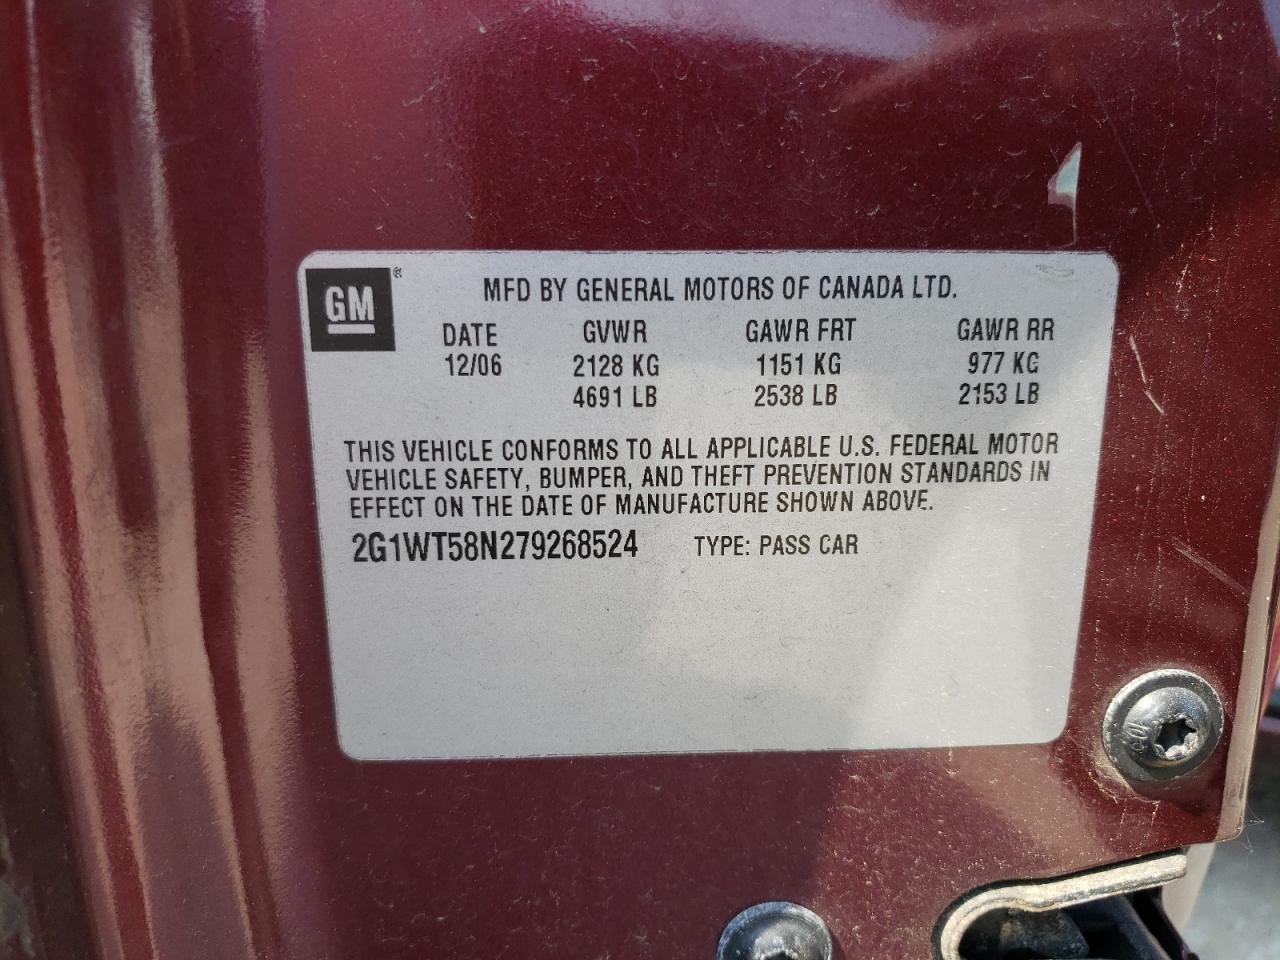 GM®
MFD BY GENERAL MOTORS OF CANADA LTD.
DATE GVWR GAWR FRT GAWR RR
12/06 2128 KG 1151 KG 977 KG
4691 LB 2538 LB 2153 LB
THIS VEHICLE CONFORMS TO ALL APPLICABLE U.S. FEDERAL MOTOR
VEHICLE SAFETY, BUMPER, AND THEFT PREVENTION STANDARDS IN
EFFECT ON THE DATE OF MANUFACTURE SHOWN ABOVE.
2G1WT58N279268524 TYPE: PASS CAR